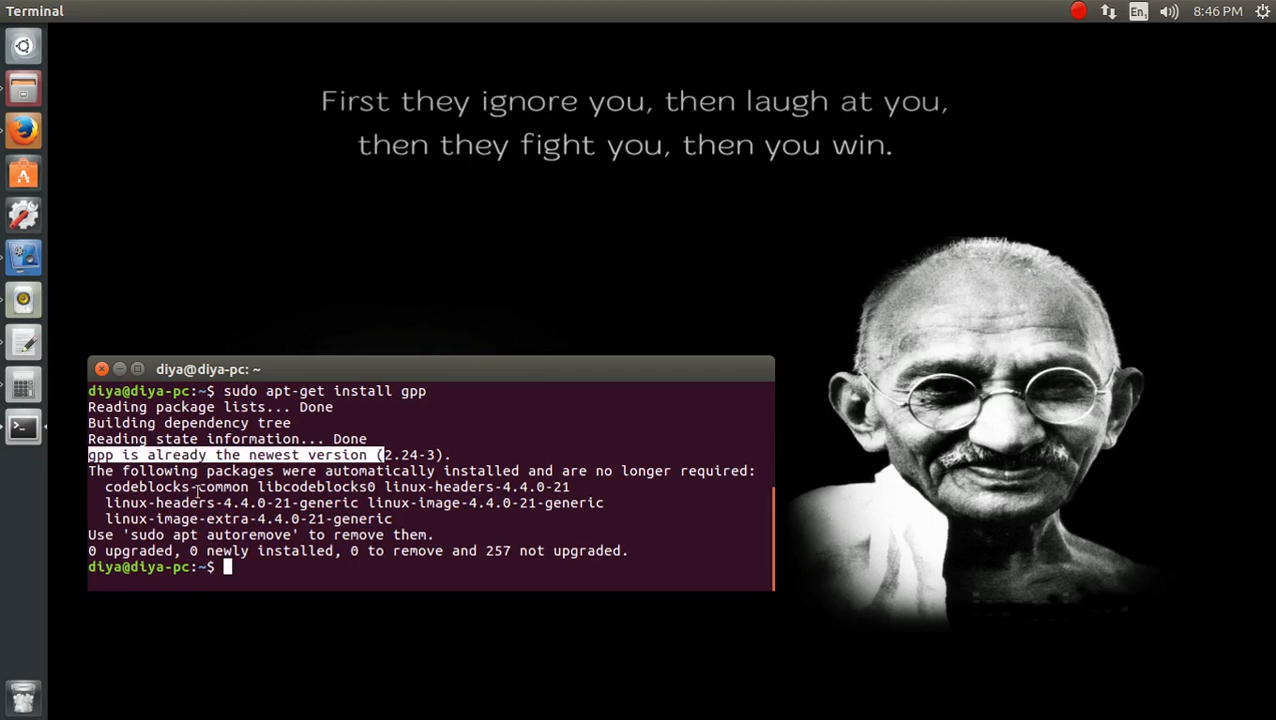 Terminal
En1
8:46 PM
First they ignore you, then laugh at you,
then they fight you, then you win.
diya@diya-pc: ~
diya@diya-pc:~$ sudo apt-get install gpp
Reading package lists... Done
Building dependency tree
Reading state information... Done
gpp is already the newest version (2.24-3).
The following packages were automatically installed and are no longer required:
codeblocks-common libcodeblocks0 linux-headers-4.4.0-21
linux-headers-4.4.0-21-generic linux-image-4.4.0-21-generic
linux-image-extra-4.4.0-21-generic
Use 'sudo apt autoremove' to remove them.
0 upgraded, 0 newly installed, 0 to remove and 257 not upgraded.
diya@diya-pc:~$